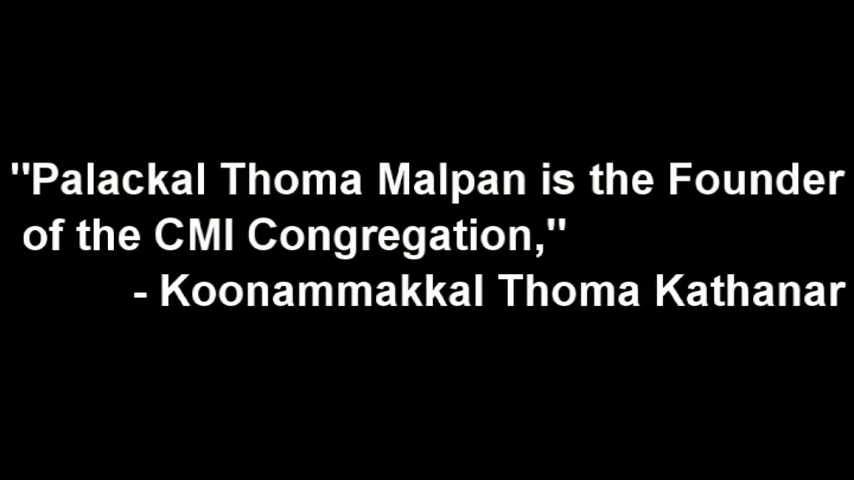 "Palackal Thoma Malpan is the Founder
of the CMI Congregation,"
- Koonammakkal Thoma Kathanar